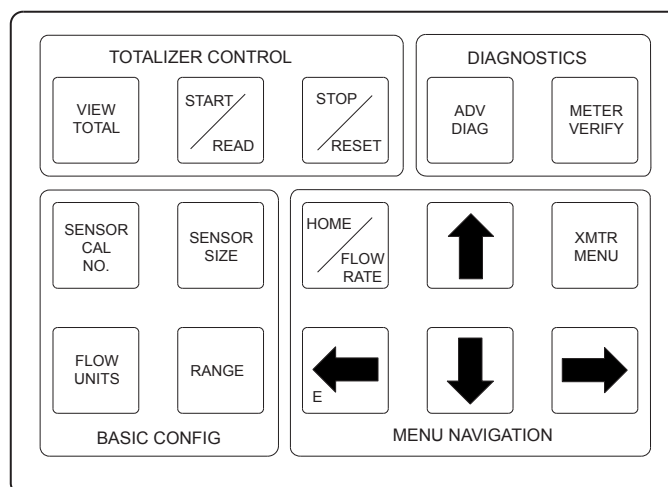 TOTALIZER CONTROL
VIEW
TOTAL
START
READ
STOP
RESET
DIAGNOSTICS
ADV
DIAG
METER
VERIFY
SENSOR
CAL
NO.
SENSOR
SIZE
FLOW
UNITS
RANGE
BASIC CONFIG
HOME
FLOW
RATE
XMTR
MENU
E
MENU NAVIGATION